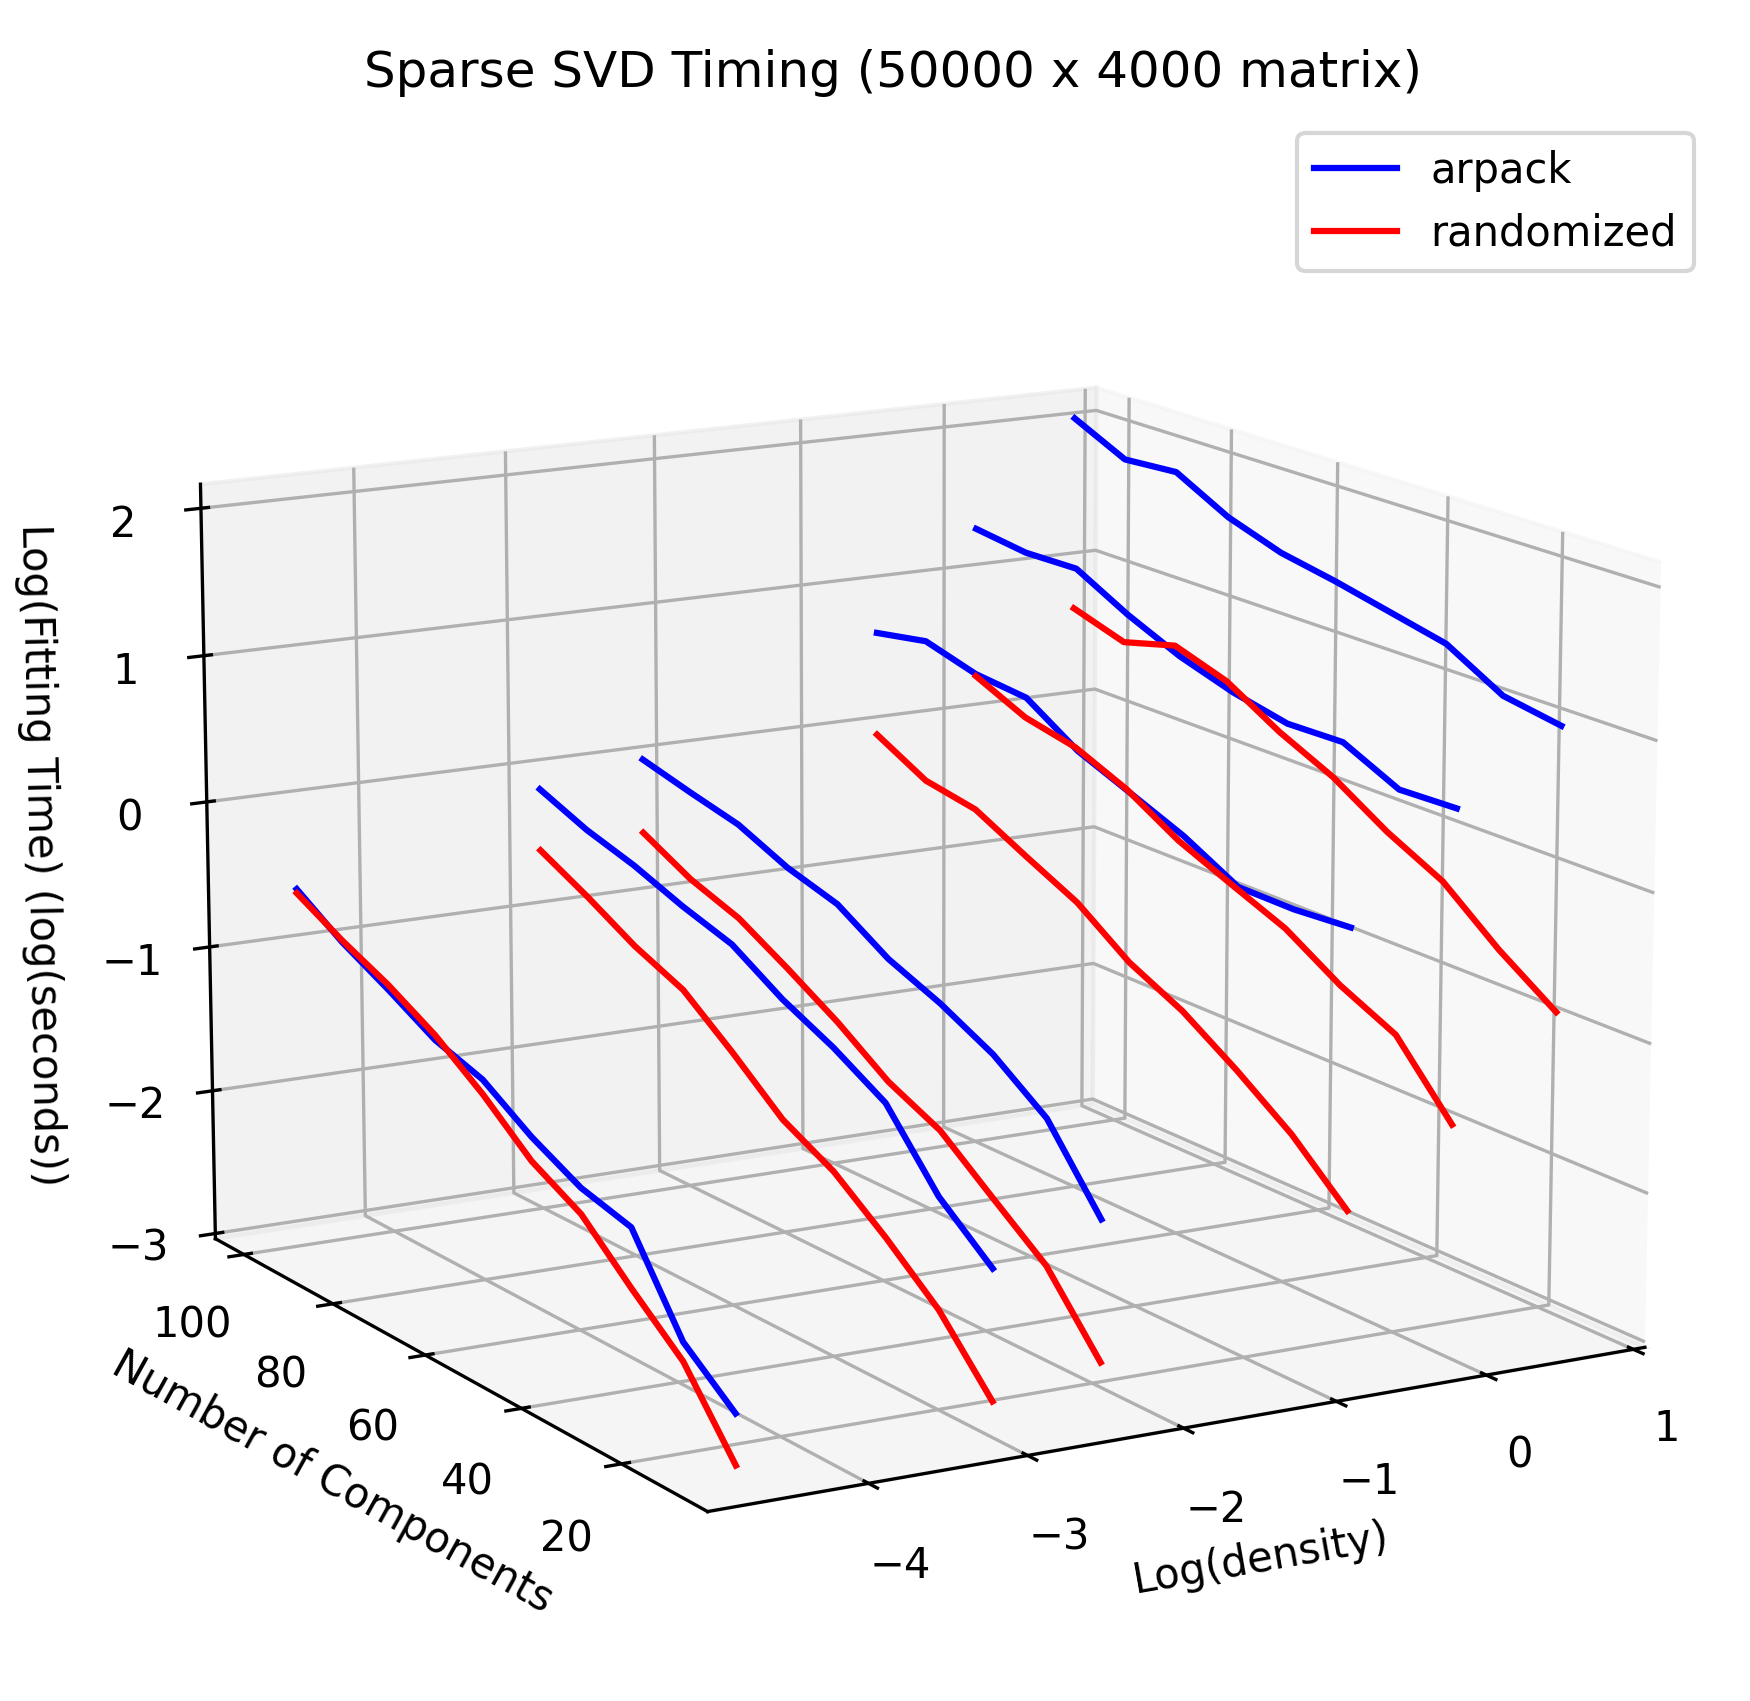 Sparse SVD Timing (50000 x 4000 matrix)
arpack
randomized
2
1
0
−1
−2
−3
Log(Fitting Time) (log(seconds))
100
80
60
40
20
Number of Components
−4
−3
−2
−1
0
1
Log(density)